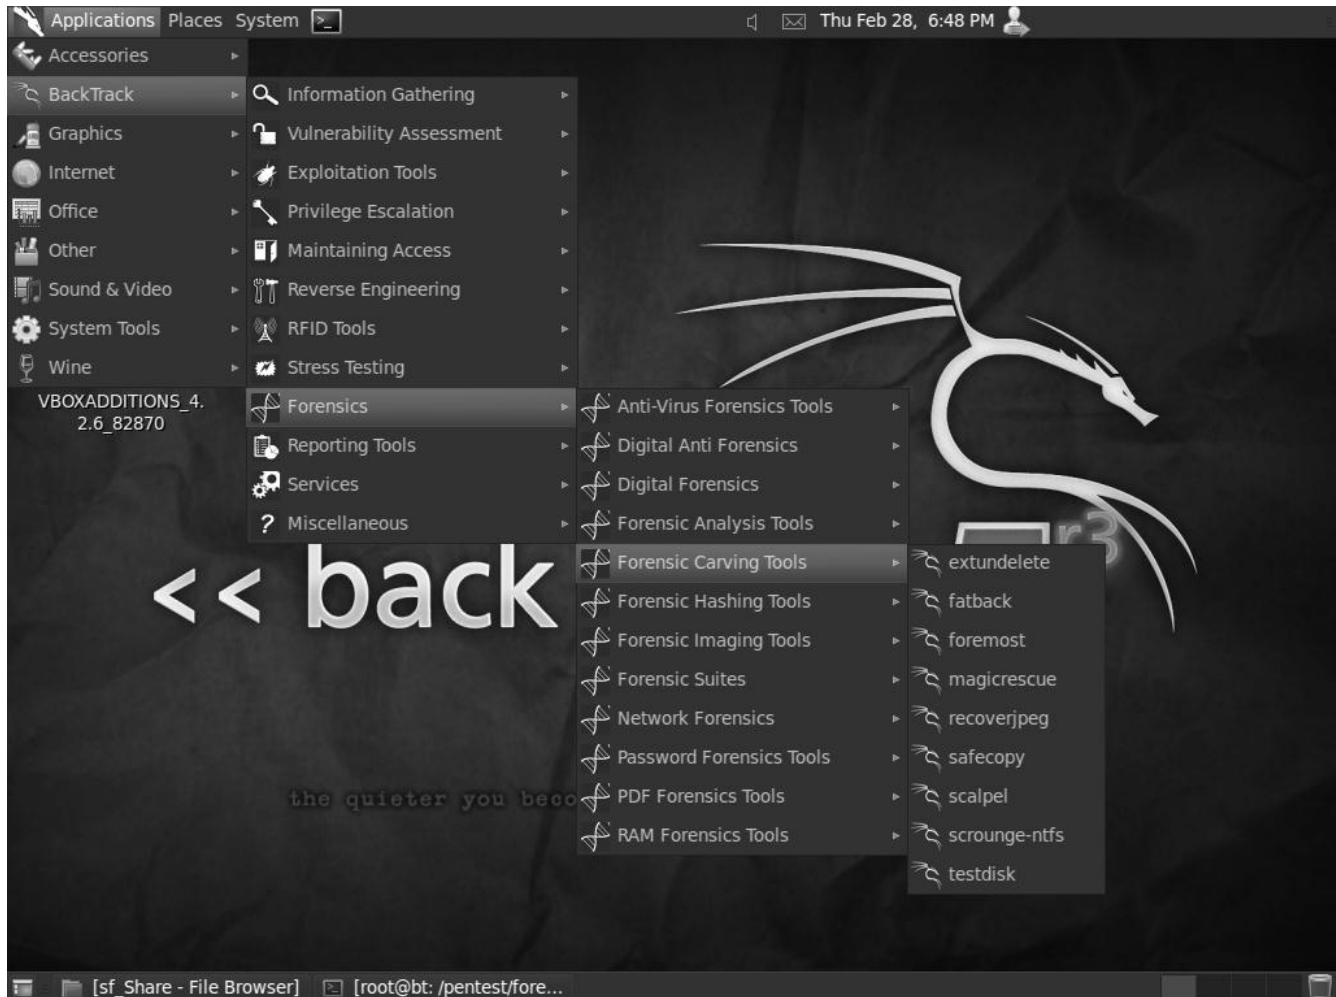 Applications Places System
Thu Feb 28, 6:48 PM
Accessories
BackTrack
Graphics
Internet
Office
Other
Sound & Video
System Tools
Wine
VBOXADDITIONS_4.
2.6_82870
Information Gathering
Vulnerability Assessment
Exploitation Tools
Privilege Escalation
Maintaining Access
Reverse Engineering
RFID Tools
Stress Testing
Forensics
Reporting Tools
Services
Miscellaneous
Anti-Virus Forensics Tools
Digital Anti Forensics
Digital Forensics
Forensic Analysis Tools
Forensic Carving Tools
Forensic Hashing Tools
Forensic Imaging Tools
Forensic Suites
Network Forensics
Password Forensics Tools
PDF Forensics Tools
RAM Forensics Tools
extundelete
fatback
foremost
magicrescue
recoverjpeg
safecopy
scalpel
scrounge-ntfs
testdisk
<< back
r3
the quieter you beco
[sf_Share - File Browser]
[root@bt: /pentest/fore...